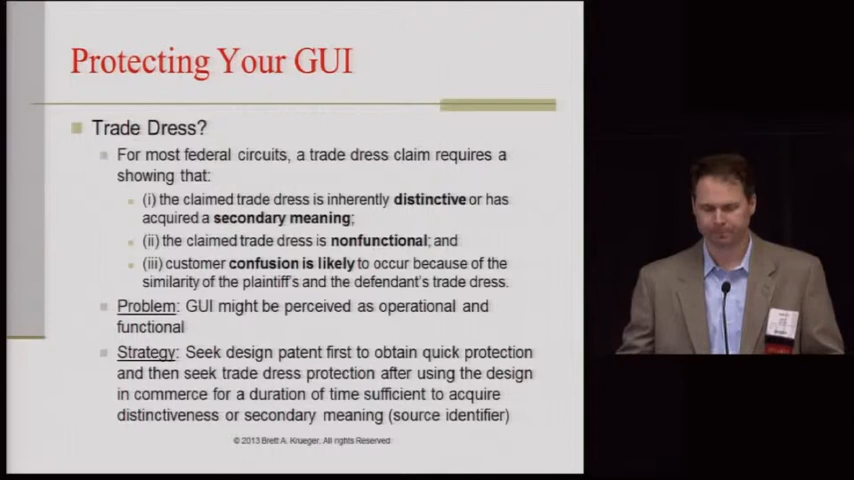 Protecting Your GUI
Trade Dress?
For most federal circuits, a trade dress claim requires a
showing that:
(i) the claimed trade dress is inherently distinctive or has
acquired a secondary meaning;
(ii) the claimed trade dress is nonfunctional; and
(iii) customer confusion is likely to occur because of the
similarity of the plaintiff's and the defendant's trade dress.
Problem: GUI might be perceived as operational and
functional
Strategy: Seek design patent first to obtain quick protection
and then seek trade dress protection after using the design
in commerce for a duration of time sufficient to acquire
distinctiveness or secondary meaning (source identifier)
© 2013 Brett A. Krueger, All rights Reserved